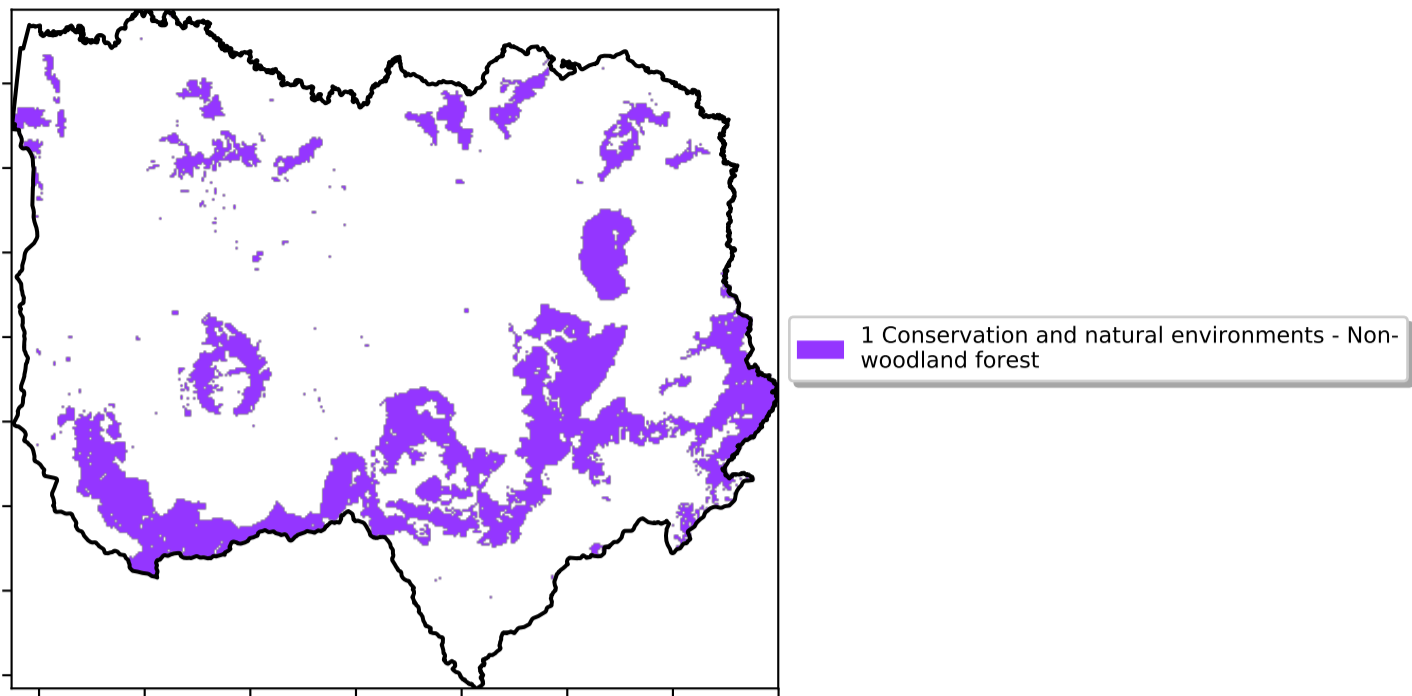 1 Conservation and natural environments - Non-
woodland forest